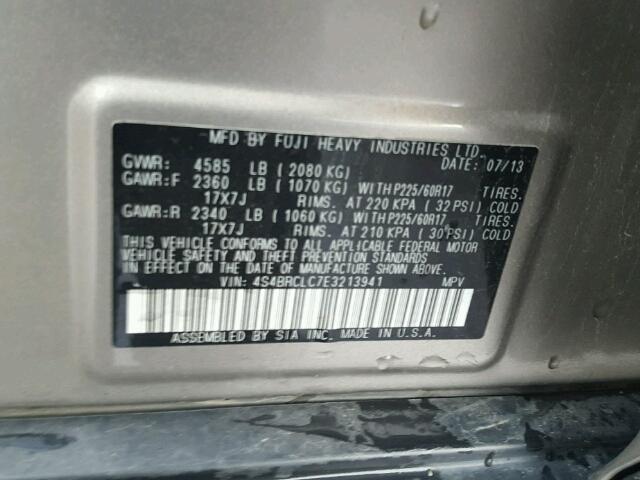 MFD BY FUJI HEAVY INDUSTRIES LTD.
GVWR: 4585 LB (2080 KG) DATE: 07/13
GAWR:F 2360 LB (1070 KG) WITH P225/60R17 TIRES.
17X7J RIMS. AT 220 KPA (32 PSI) COLD
GAWR:R 2340 LB (1060 KG) WITH P225/60R17 TIRES.
17X7J RIMS. AT 210 KPA (30 PSI) COLD
THIS VEHICLE CONFORMS TO ALL APPLICABLE FEDERAL MOTOR
VEHICLE SAFETY AND THEFT PREVENTION STANDARDS
IN EFFECT ON THE DATE OF MANUFACTURE SHOWN ABOVE.
VIN: 4S4BRCLC7E3213941 MPV
ASSEMBLED BY SIA INC. MADE IN U.S.A.